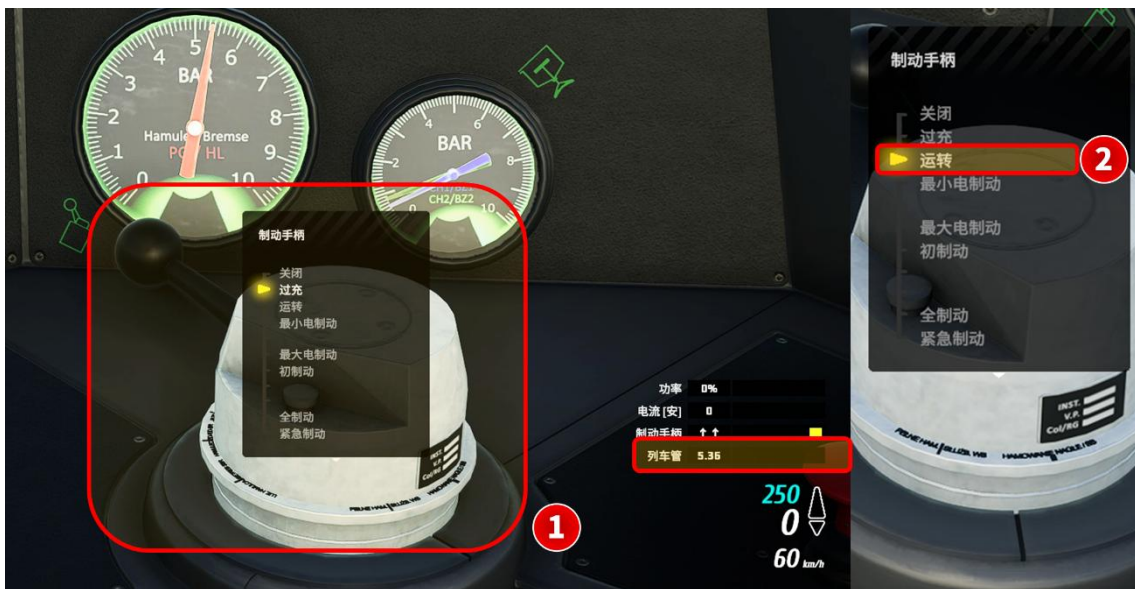 4 5 6
3 BAR 7
2 8
Hamulec Bremse
1 PG / HL 9
0 10
4 6
BAR
2 8
CH1/BZ1
CH2/BZ2
0 10
制动手柄
关闭
过充
运转
最小电制动
最大电制动
初制动
全制动
紧急制动
INST.
V.P.
Col/RG
1
功率 0%
电流 [安] 0
制动手柄 ↑ ↑
列车管 5.36
250
0
60 km/h
制动手柄
关闭
过充
运转
2
最小电制动
最大电制动
初制动
全制动
紧急制动
INST.
V.P.
Col/RG